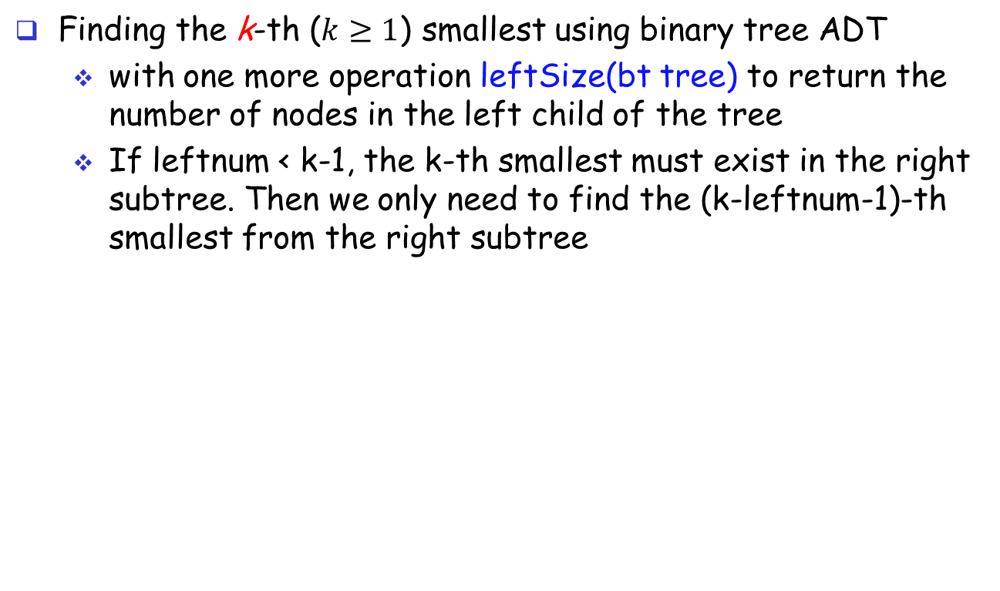 Finding the k-th (k ≥ 1) smallest using binary tree ADT
with one more operation leftSize(bt tree) to return the
number of nodes in the left child of the tree
If leftnum < k-1, the k-th smallest must exist in the right
subtree. Then we only need to find the (k-leftnum-1)-th
smallest from the right subtree